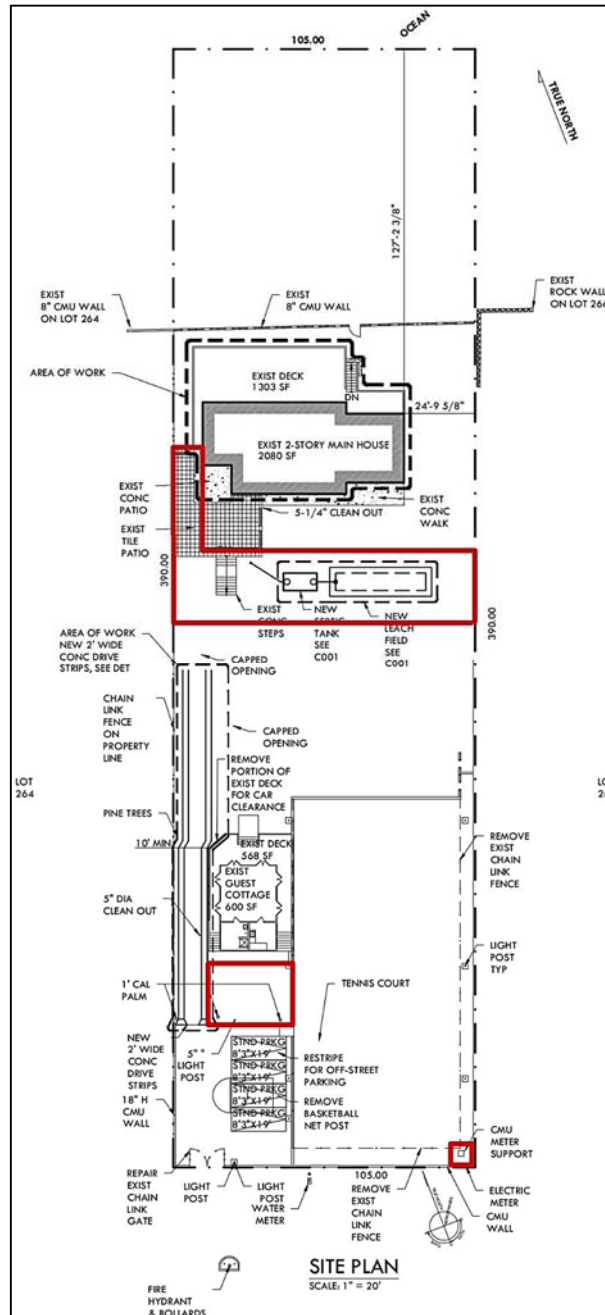 OCEAN
105.00
TRUE NORTH
127'-2 3/8"
EXIST
8" CMU WALL
ON LOT 264
EXIST
8" CMU WALL
EXIST
ROCK WALL
ON LOT 266
AREA OF WORK
EXIST DECK
1303 SF
DN
24'-9 5/8"
EXIST 2-STORY MAIN HOUSE
2080 SF
EXIST
CONC
PATIO
EXIST
CONC
WALK
5-1/4" CLEAN OUT
EXIST
TILE
PATIO
390.00
390.00
EXIST
CONC
STEPS
NEW
SEPTIC
TANK
SEE
C001
NEW
LEACH
FIELD
SEE
C001
AREA OF WORK
NEW 2' WIDE
CONC DRIVE
STRIPS, SEE DET
CAPPED
OPENING
CHAIN
LINK
FENCE
ON
PROPERTY
LINE
CAPPED
OPENING
REMOVE
PORTION OF
EXIST DECK
FOR CAR
CLEARANCE
LOT
264
PINE TREES
10' MIN
EXIST DECK
568 SF
EXIST
GUEST
COTTAGE
600 SF
REMOVE
EXIST
CHAIN
LINK
FENCE
5" DIA
CLEAN OUT
LIGHT
POST
TYP
1' CAL
PALM
TENNIS COURT
NEW
2' WIDE
CONC
DRIVE
STRIPS
5" °
LIGHT
POST
STND PRKG
8'3"X19'
STND PRKG
8'3"X19'
STND PRKG
8'3"X19'
STND PRKG
8'3"X19'
RESTRIPE
FOR OFF-STREET
PARKING
REMOVE
BASKETBALL
NET POST
18" H
CMU
WALL
CMU
METER
SUPPORT
REPAIR
EXIST
CHAIN
LINK
GATE
LIGHT
POST
LIGHT
POST
WATER
METER
105.00
REMOVE
EXIST
CHAIN
LINK
FENCE
ELECTRIC
METER
CMU
WALL
SITE PLAN
SCALE: 1" = 20'
FIRE
HYDRANT
& BOLLARDS